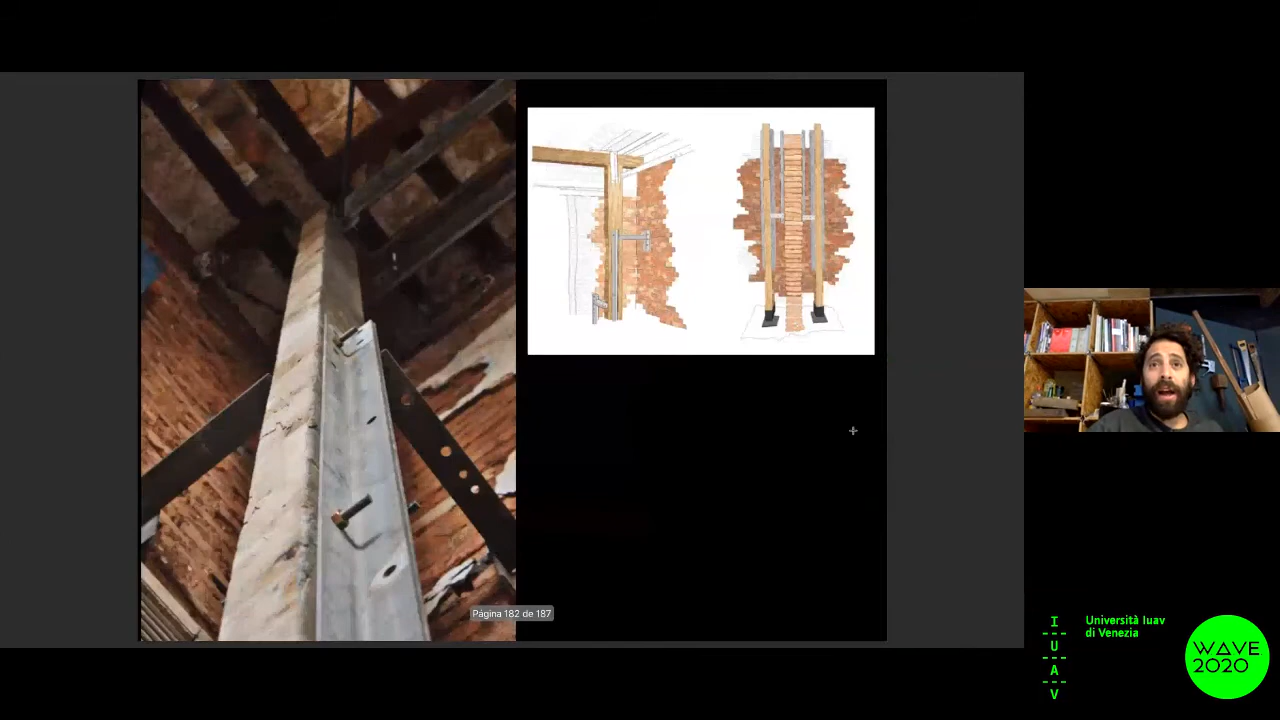 Página 182 de 187
I
U
A
V
Università Iuav
di Venezia
WAVE
2020